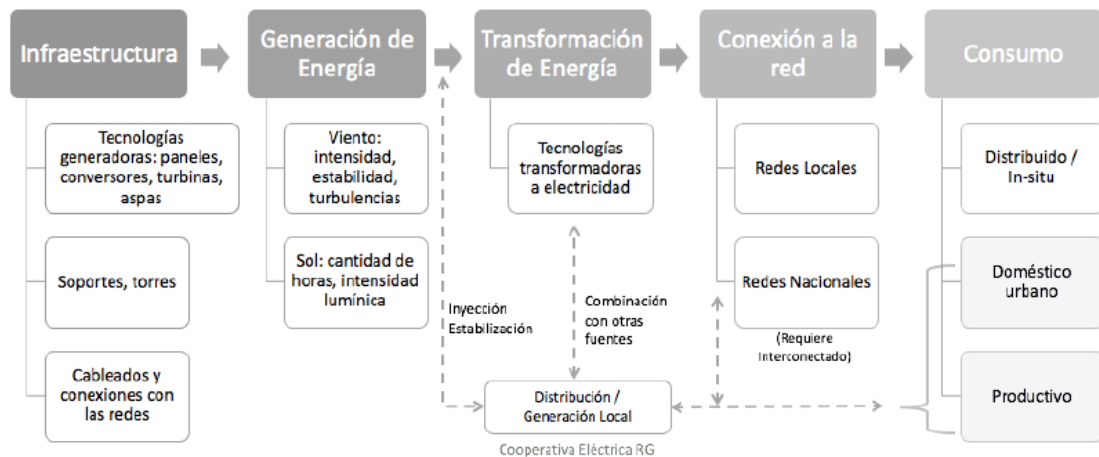 Infraestructura
Generación de
Energía
Transformación
de Energía
Conexión a la
red
Consumo
Tecnologías
generadoras: paneles,
conversores, turbinas,
aspas
Soportes, torres
Cableados y
conexiones con
las redes
Viento:
intensidad,
estabilidad,
turbulencias
Sol: cantidad de
horas, intensidad
lumínica
Inyección
Estabilización
Tecnologías
transformadoras
a electricidad
Combinación
con otras
fuentes
Distribución /
Generación Local
Cooperativa Eléctrica RG
Redes Locales
Redes Nacionales
(Requiere
Interconectado)
Distribuido /
In-situ
Doméstico
urbano
Productivo